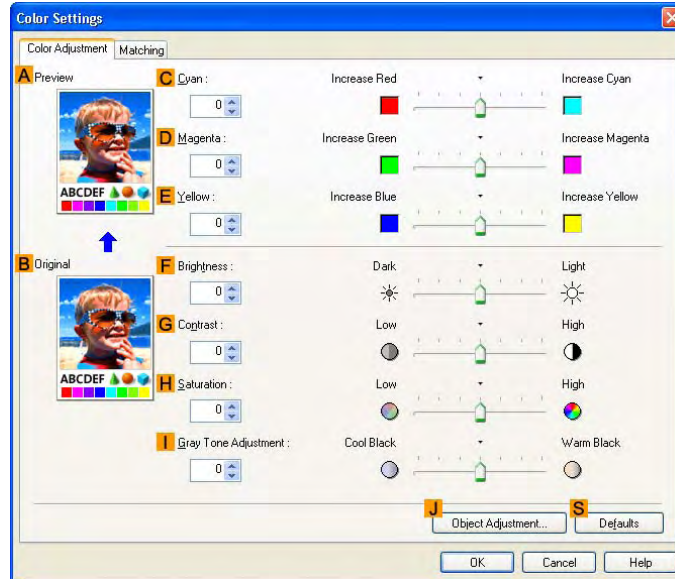 Color Settings
Color Adjustment Matching
A Preview
C Cyan : Increase Red Increase Cyan
0
D Magenta : Increase Green Increase Magenta
0
ABCDEF
E Yellow : Increase Blue Increase Yellow
0
B Original
F Brightness : Dark Light
0
G Contrast : Low High
0
ABCDEF
H Saturation : Low High
0
I Gray Tone Adjustment : Cool Black Warm Black
0
J Object Adjustment... S Defaults
OK Cancel Help